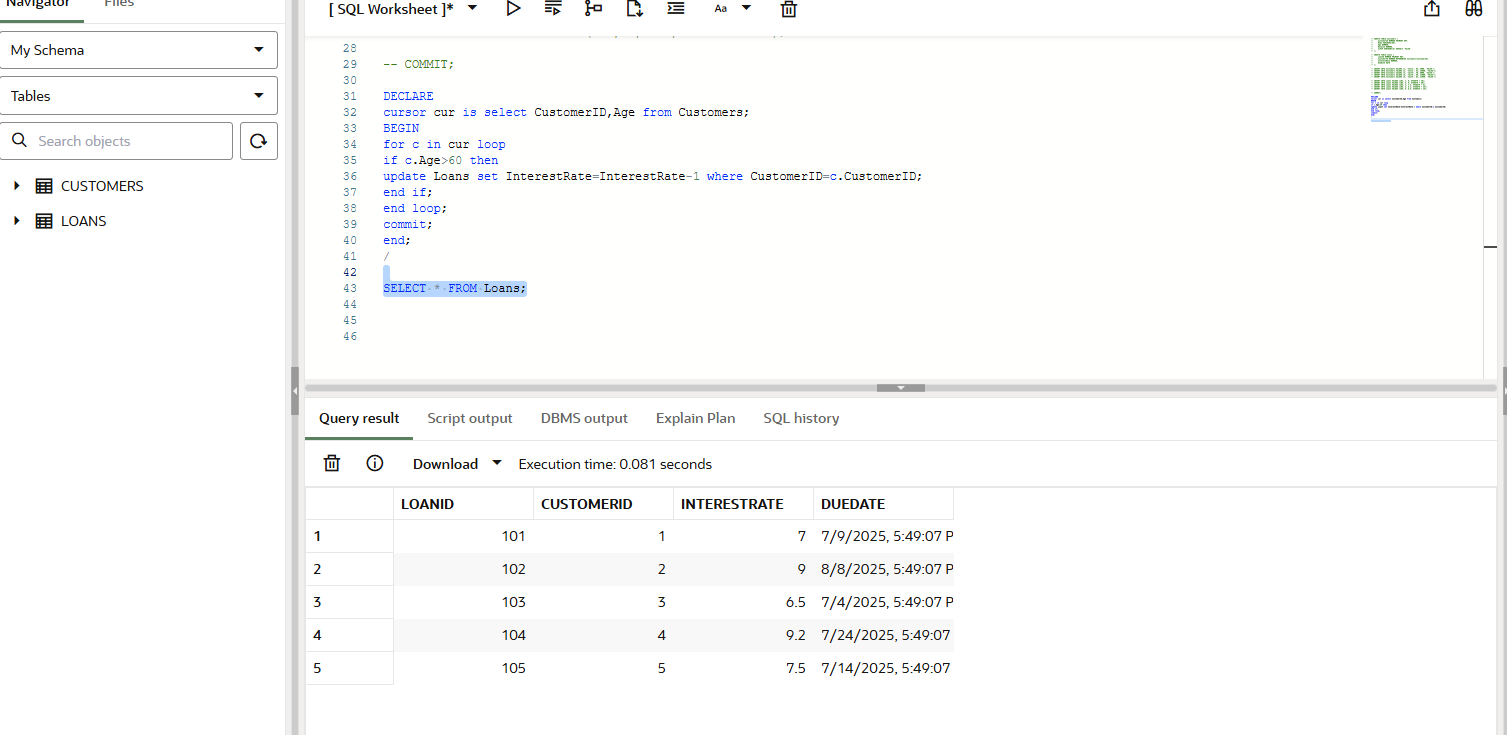 Navigator Files
[ SQL Worksheet ]* Aa
My Schema
Tables
Search objects
CUSTOMERS
LOANS
28
29 -- COMMIT;
30
31 DECLARE
32 cursor cur is select CustomerID,Age from Customers;
33 BEGIN
34 for c in cur loop
35 if c.Age>60 then
36 update Loans set InterestRate=InterestRate-1 where CustomerID=c.CustomerID;
37 end if;
38 end loop;
39 commit;
40 end;
41 /
42
43 SELECT * FROM Loans;
44
45
46
Query result Script output DBMS output Explain Plan SQL history
Download Execution time: 0.081 seconds
LOANID CUSTOMERID INTERESTRATE DUEDATE
1 101 1 7 7/9/2025, 5:49:07 P
2 102 2 9 8/8/2025, 5:49:07 P
3 103 3 6.5 7/4/2025, 5:49:07 P
4 104 4 9.2 7/24/2025, 5:49:07
5 105 5 7.5 7/14/2025, 5:49:07